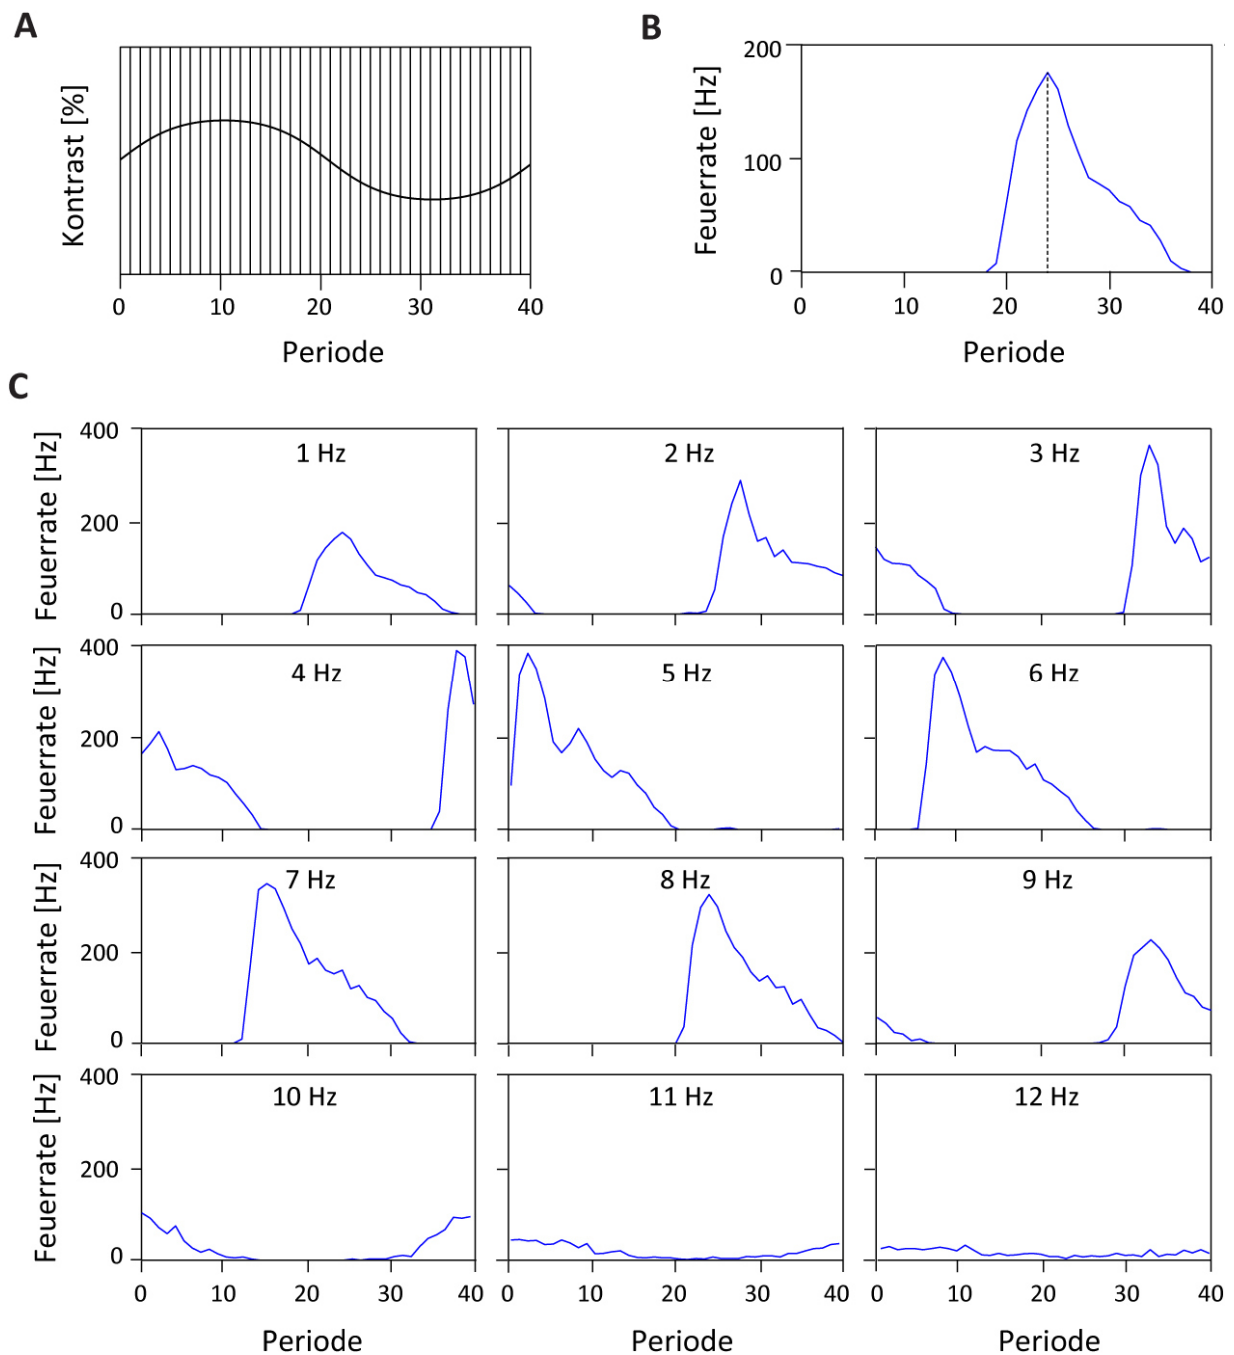 A
Kontrast [%]
0 10 20 30 40
Periode
B
Feuerrate [Hz]
200
100
0
0 10 20 30 40
Periode
C
Feuerrate [Hz]
400
200
0
1 Hz
2 Hz
3 Hz
Feuerrate [Hz]
400
200
0
4 Hz
5 Hz
6 Hz
Feuerrate [Hz]
400
200
0
7 Hz
8 Hz
9 Hz
Feuerrate [Hz]
400
200
0
10 Hz
11 Hz
12 Hz
0 10 20 30 40
0 10 20 30 40
0 10 20 30 40
Periode
Periode
Periode